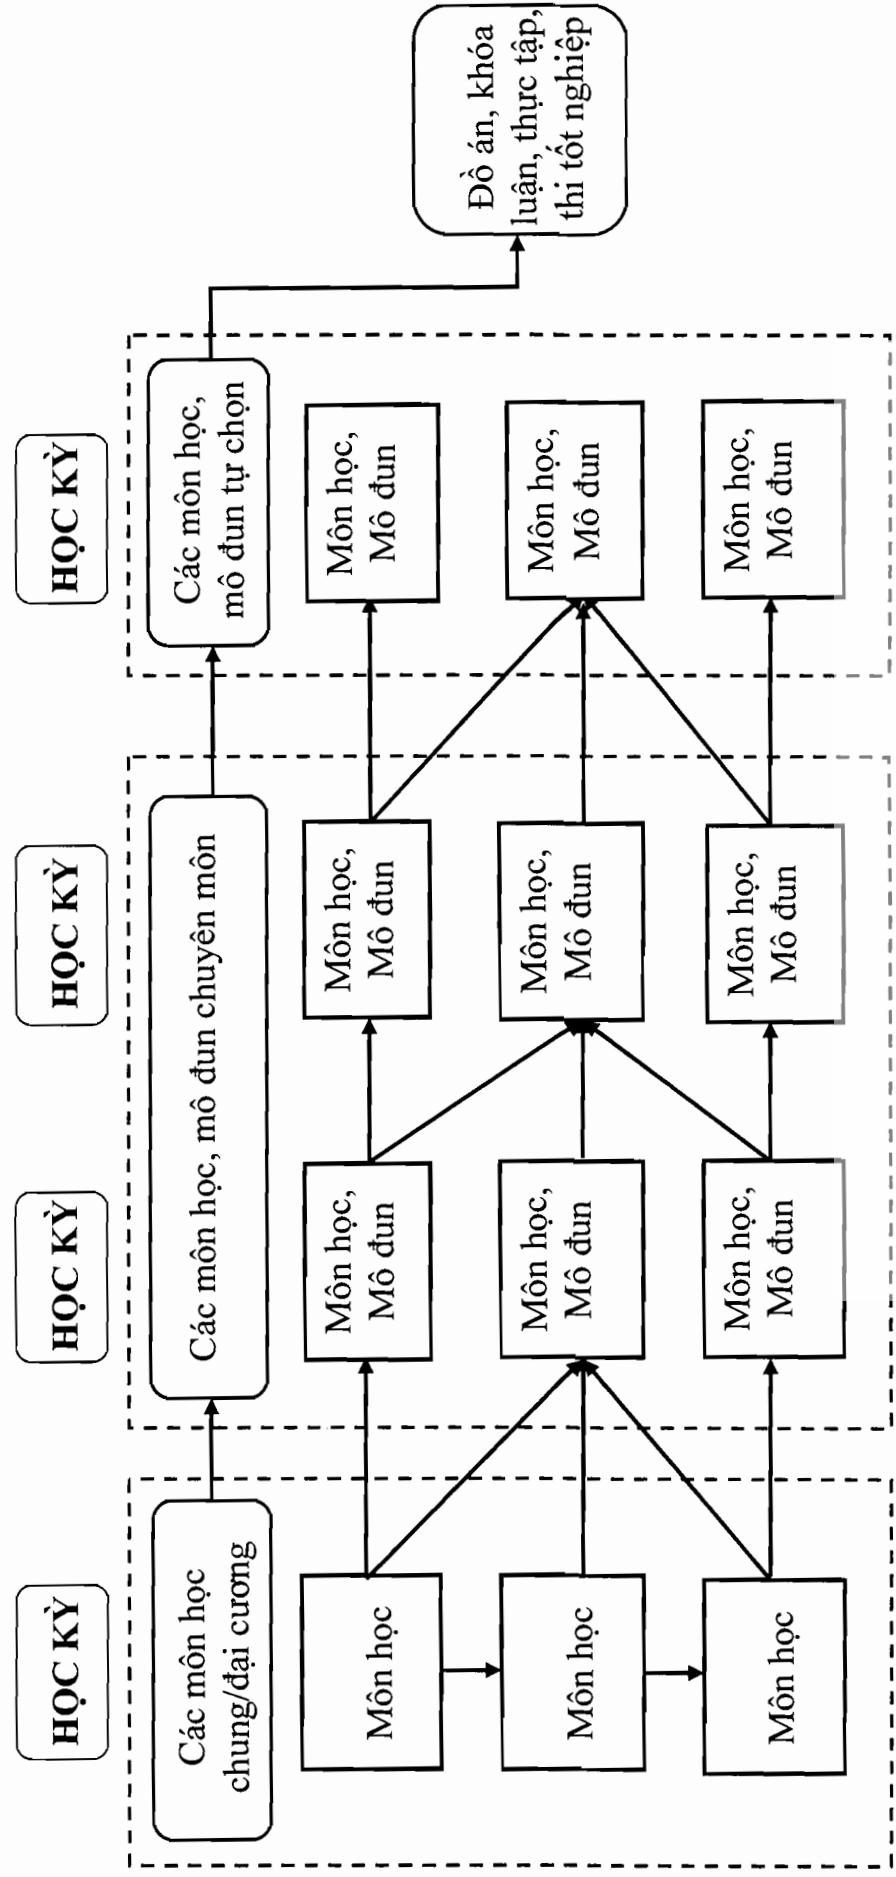 HỌC KỲ
HỌC KỲ
HỌC KỲ
HỌC KỲ
Các môn học
chung/đại cương
Các môn học, mô đun chuyên môn
Các môn học,
mô đun tự chọn
Môn học
Môn học,
Mô đun
Môn học,
Mô đun
Môn học,
Mô đun
Đồ án, khóa
luận, thực tập,
thi tốt nghiệp
Môn học
Môn học,
Mô đun
Môn học,
Mô đun
Môn học,
Mô đun
Môn học
Môn học,
Mô đun
Môn học,
Mô đun
Môn học,
Mô đun